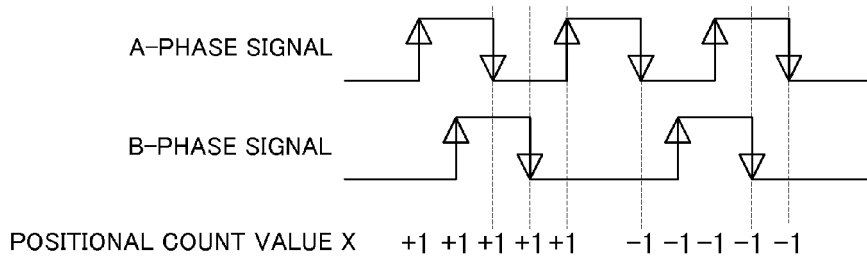 A-PHASE SIGNAL
B-PHASE SIGNAL
POSITIONAL COUNT VALUE X +1 +1 +1 +1 +1 -1 -1 -1 -1 -1